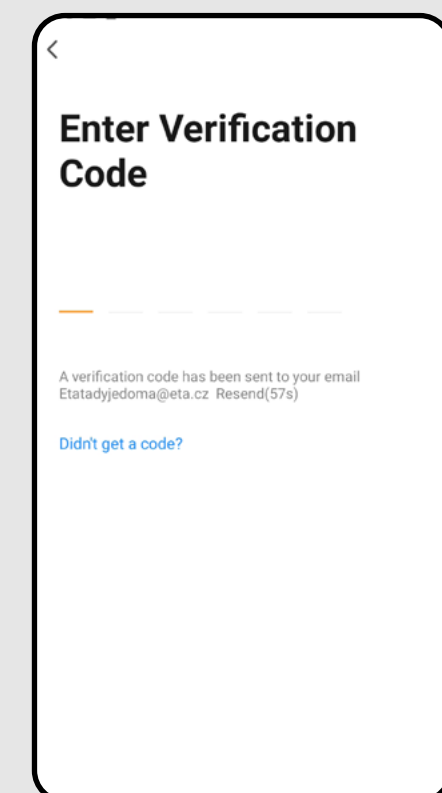 Enter Verification
Code
A verification code has been sent to your email
Etatadyjedoma@eta.cz Resend(57s)
Didn't get a code?